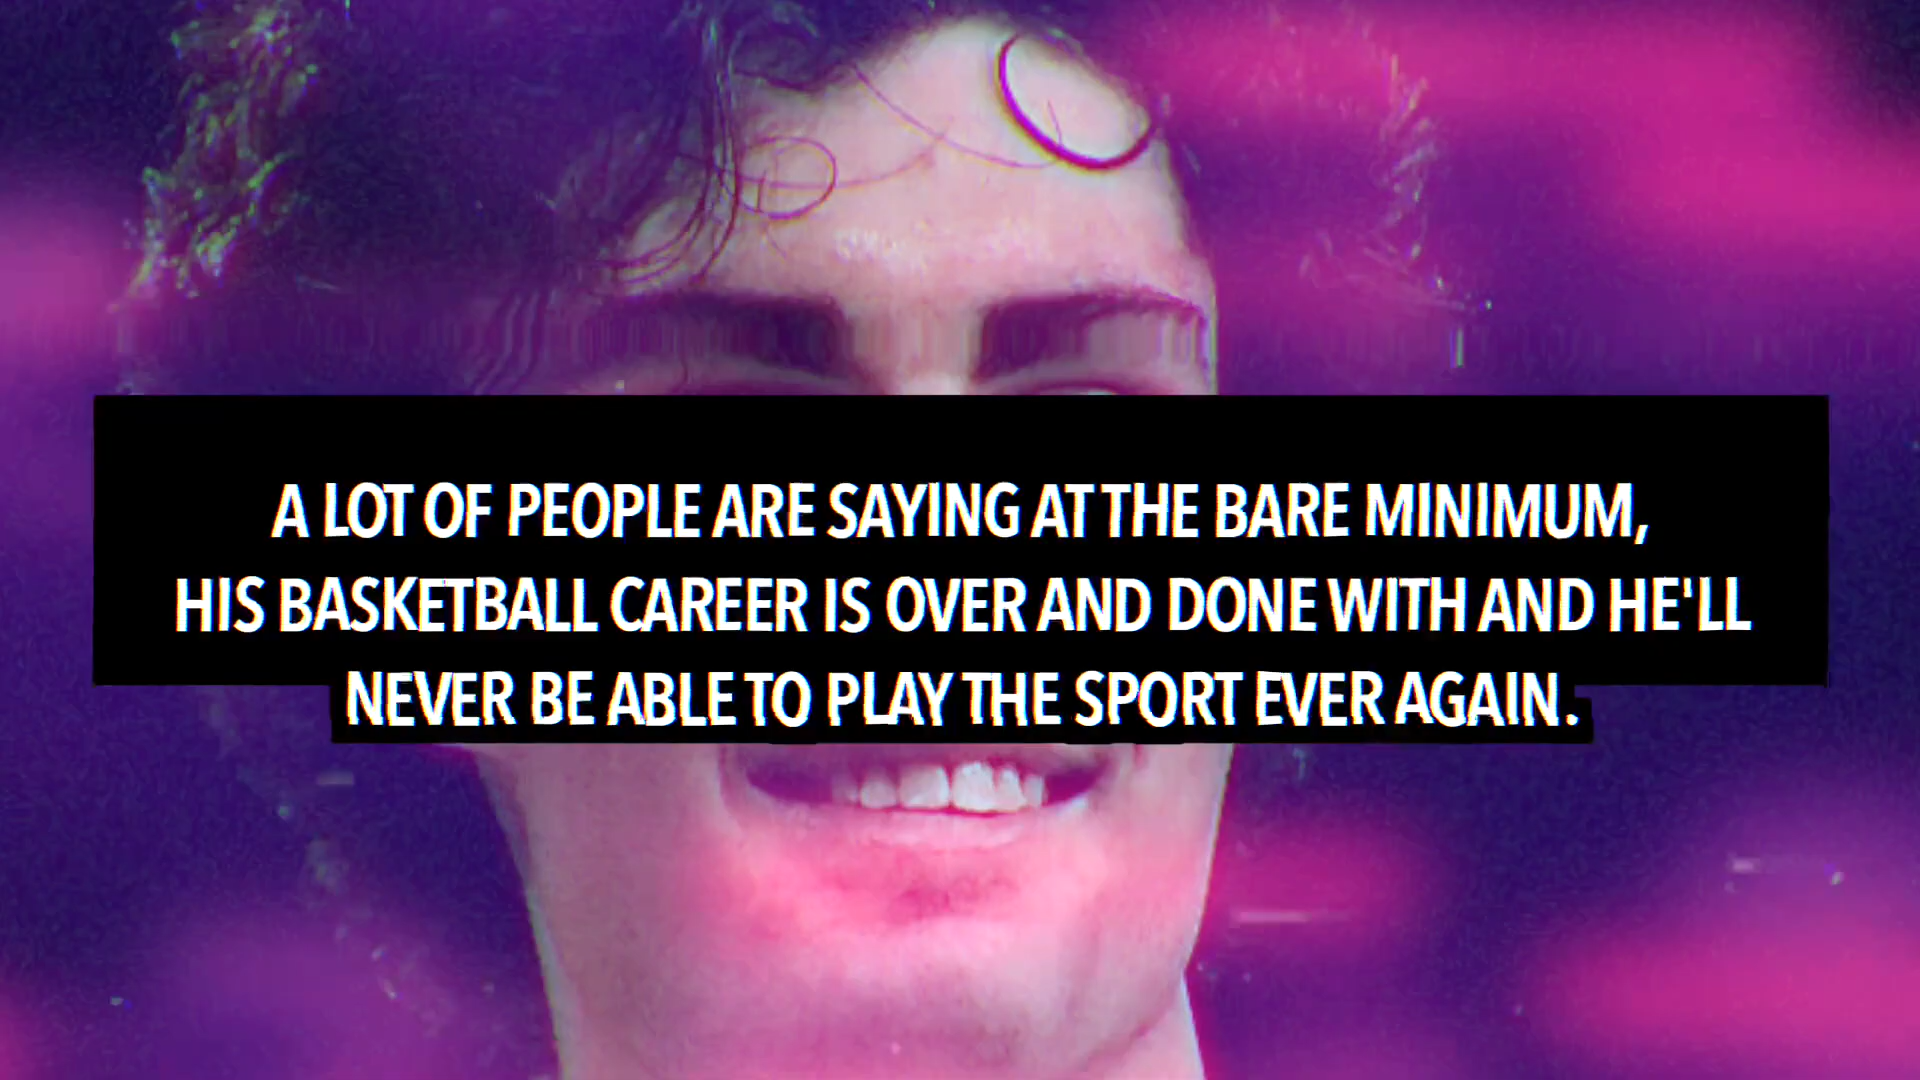 A LOT OF PEOPLE ARE SAYING AT THE BARE MINIMUM,
HIS BASKETBALL CAREER IS OVER AND DONE WITH AND HE'LL
NEVER BE ABLE TO PLAY THE SPORT EVER AGAIN.